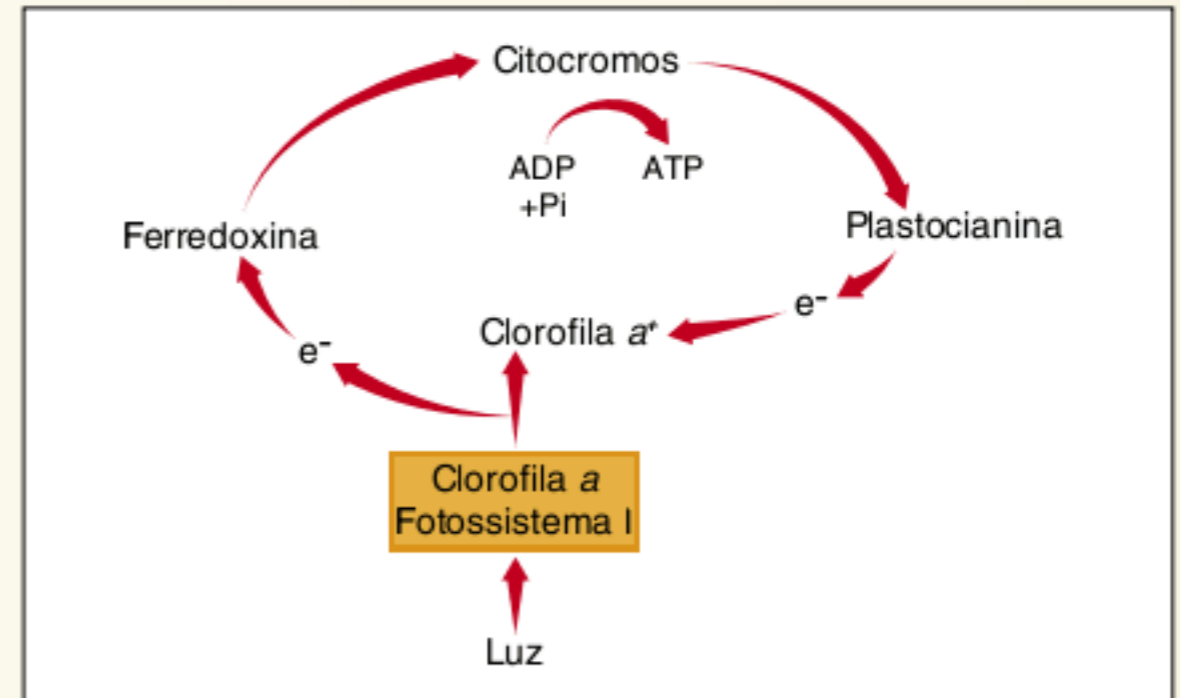 Citocromos
ADP
+Pi
ATP
Ferredoxina
Plastocianina
e-
Clorofila a+
e-
Clorofila a
Fotossistema I
Luz